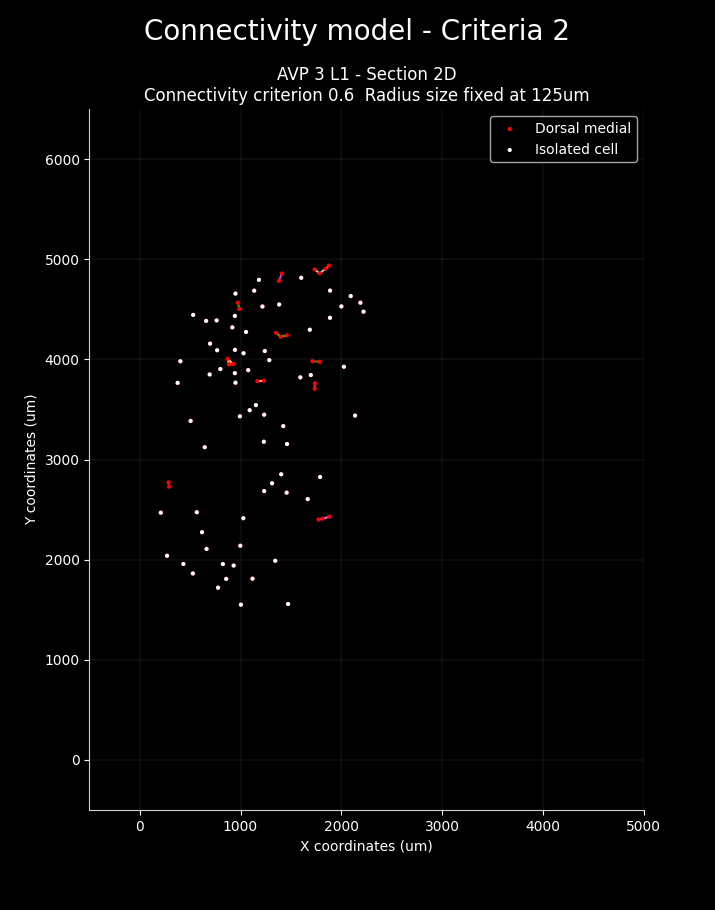 Connectivity model - Criteria 2
AVP 3 L1 - Section 2D
Connectivity criterion 0.6  Radius size fixed at 125um
Dorsal medial
Isolated cell
6000
5000
4000
3000
2000
1000
0
Y coordinates (um)
0 1000 2000 3000 4000 5000
X coordinates (um)